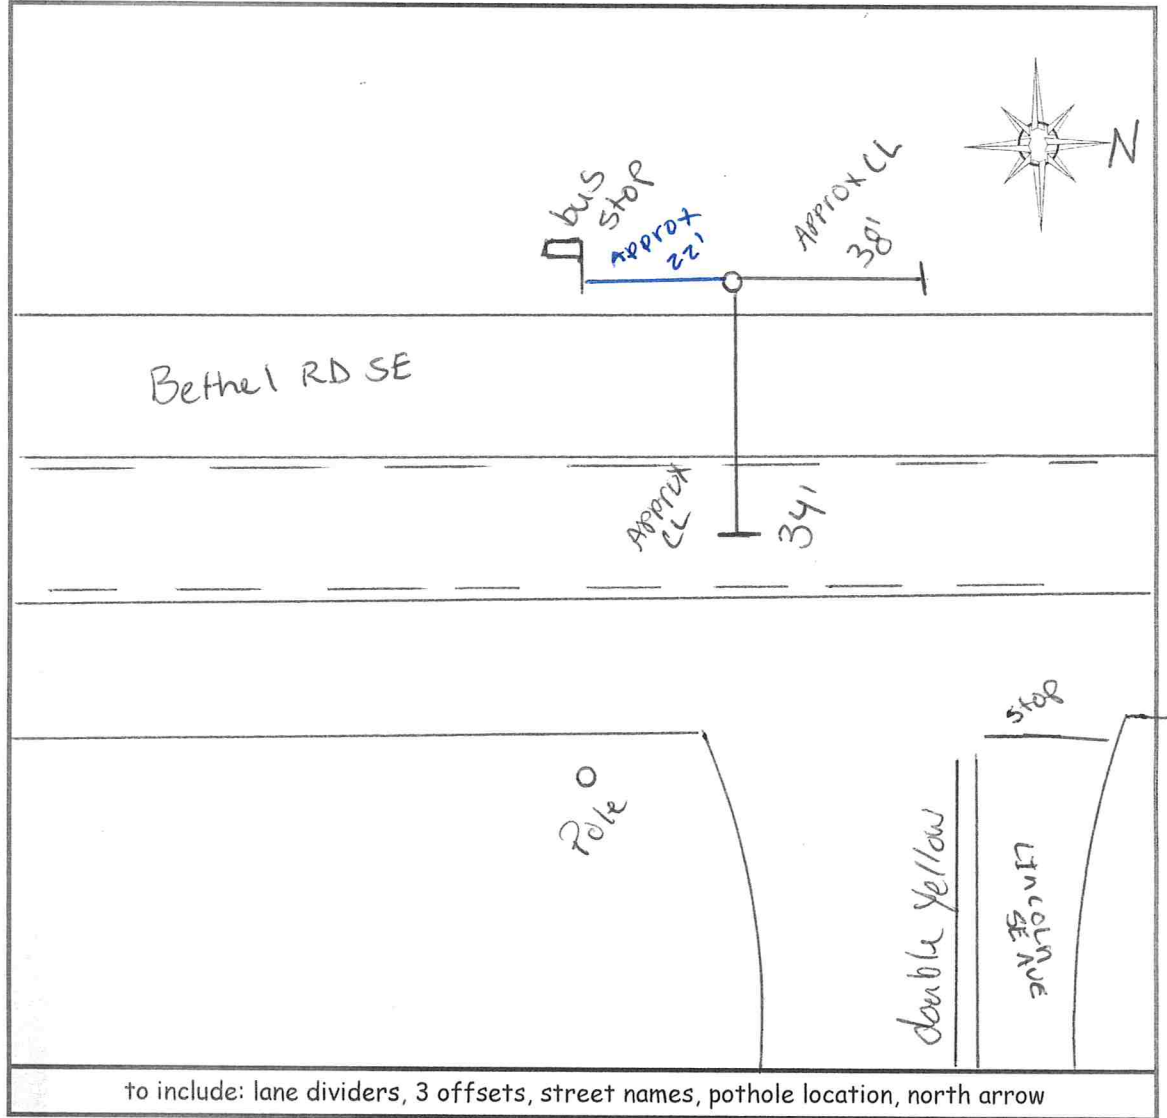 N
bus
stop
Approx
22'
Approx CL
38'
Bethel RD SE
Approx
CL
34'
stop
Pole
double Yellow
LINCOLN
SE AVE
to include: lane dividers, 3 offsets, street names, pothole location, north arrow